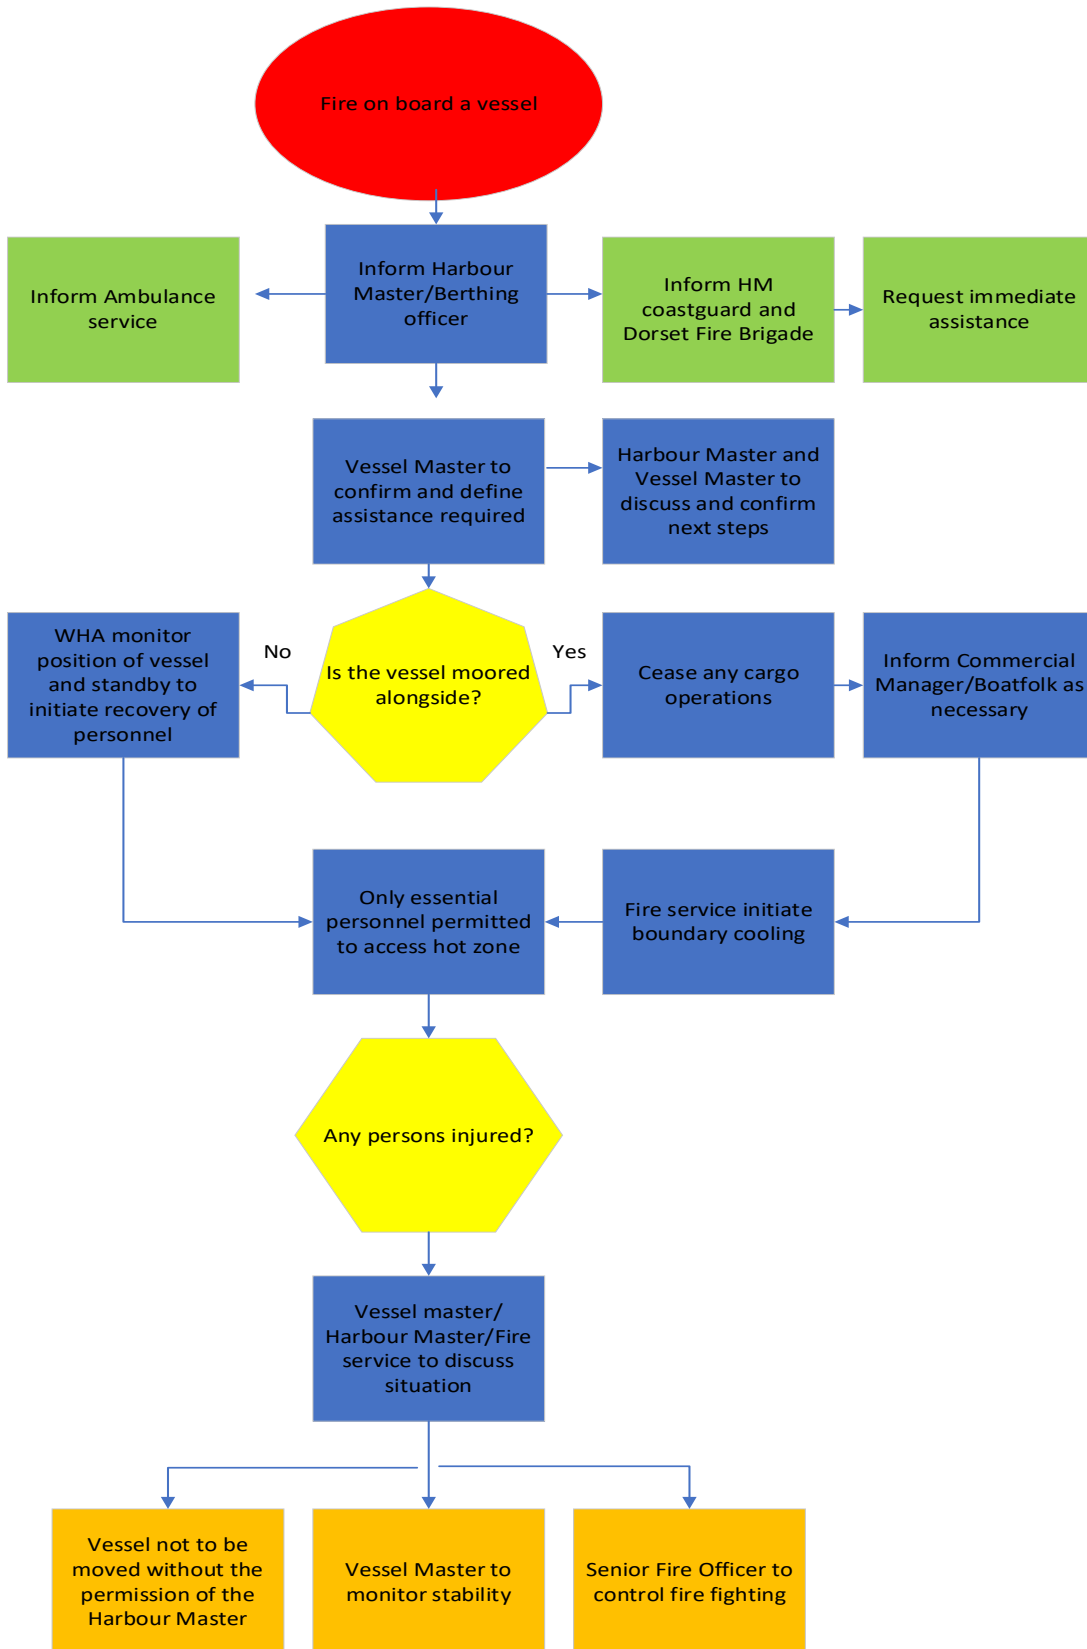 Fire on board a vessel
Inform Ambulance
service
Inform Harbour
Master/Berthing
officer
Inform HM
coastguard and
Dorset Fire Brigade
Request immediate
assistance
Vessel Master to
confirm and define
assistance required
Harbour Master and
Vessel Master to
discuss and confirm
next steps
WHA monitor
position of vessel
and standby to
initiate recovery of
personnel
No
Is the vessel moored
alongside?
Yes
Cease any cargo
operations
Inform Commercial
Manager/Boatfolk as
necessary
Only essential
personnel permitted
to access hot zone
Fire service initiate
boundary cooling
Any persons injured?
Vessel master/
Harbour Master/Fire
service to discuss
situation
Vessel not to be
moved without the
permission of the
Harbour Master
Vessel Master to
monitor stability
Senior Fire Officer to
control fire fighting